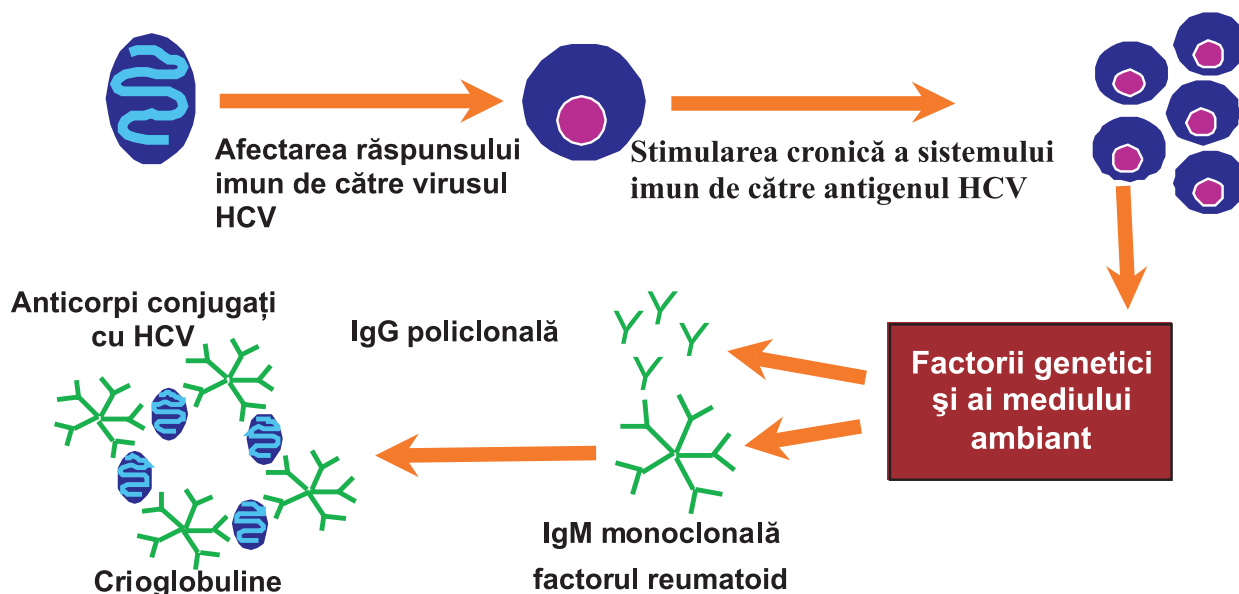 Afectarea răspunsului
imun de către virusul
HCV
Stimularea cronică a sistemului
imun de către antigenul HCV
Anticorpi conjugați
cu HCV
IgG policlonală
Factorii genetici
şi ai mediului
ambiant
IgM monoclonală
factorul reumatoid
Crioglobuline